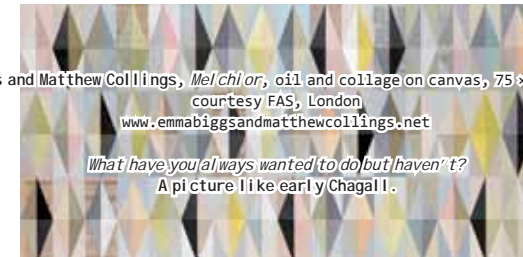 s and Matthew Collings, Melchior, oil and collage on canvas, 75 ×
courtesy FAS, London
www.emmabiggsandmatthewcollings.net
What have you always wanted to do but haven't?
A picture like early Chagall.